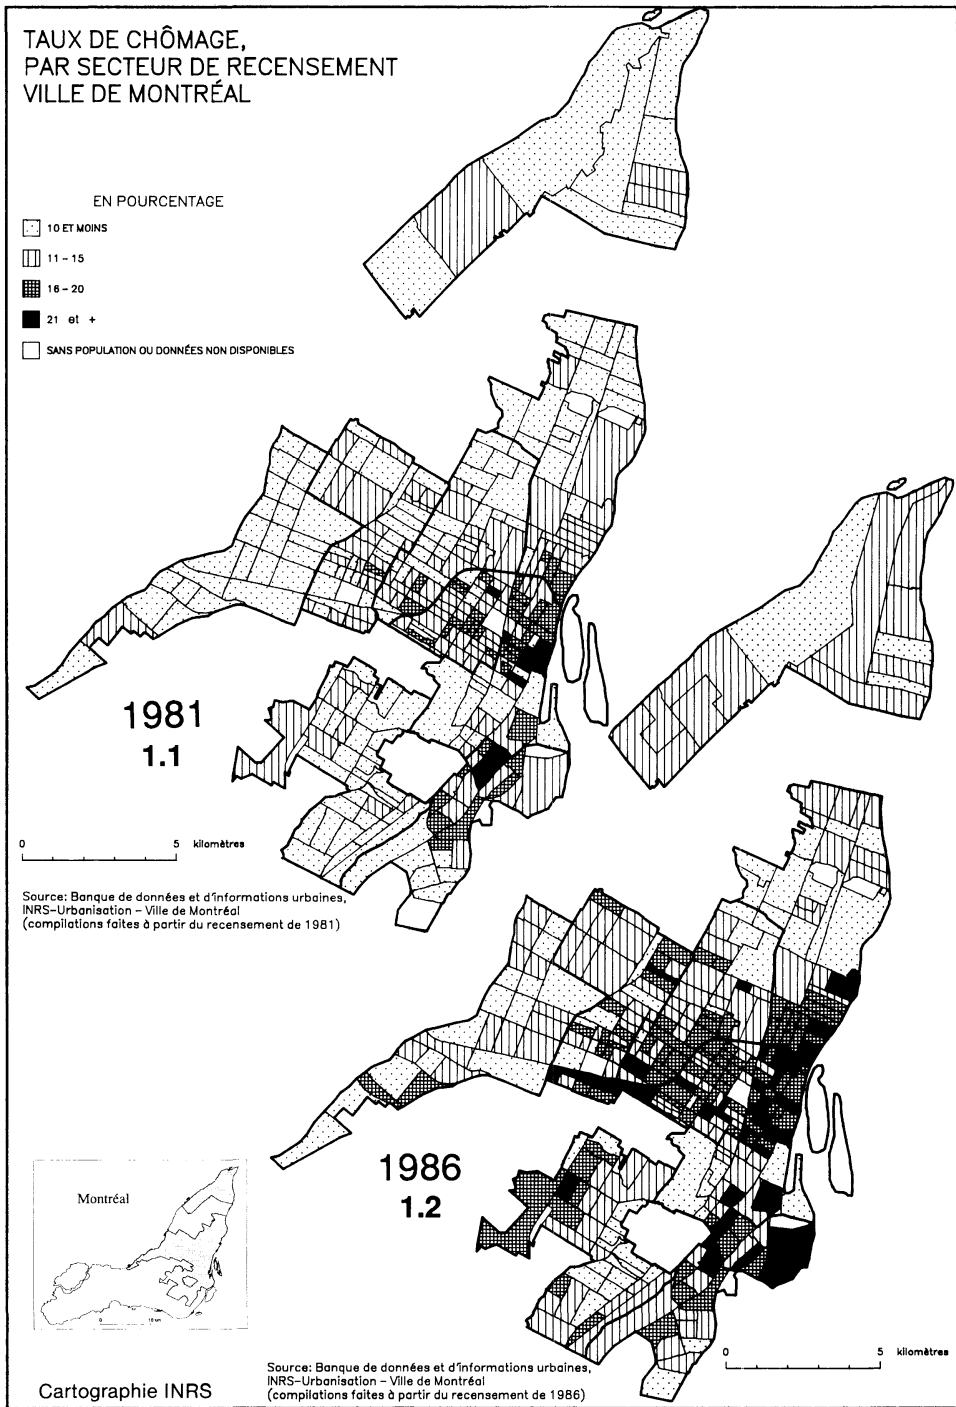 TAUX DE CHÔMAGE,
PAR SECTEUR DE RECENSEMENT
VILLE DE MONTRÉAL
EN POURCENTAGE
10 ET MOINS
11 – 15
16 – 20
21 et +
SANS POPULATION OU DONNÉES NON DISPONIBLES
1981
1.1
0 5 kilomètres
Source: Banque de données et d'informations urbaines,
INRS–Urbanisation – Ville de Montréal
(compilations faites à partir du recensement de 1981)
1986
1.2
Montréal
0 10 km
0 5 kilomètres
Source: Banque de données et d'informations urbaines,
INRS–Urbanisation – Ville de Montréal
(compilations faites à partir du recensement de 1986)
Cartographie INRS